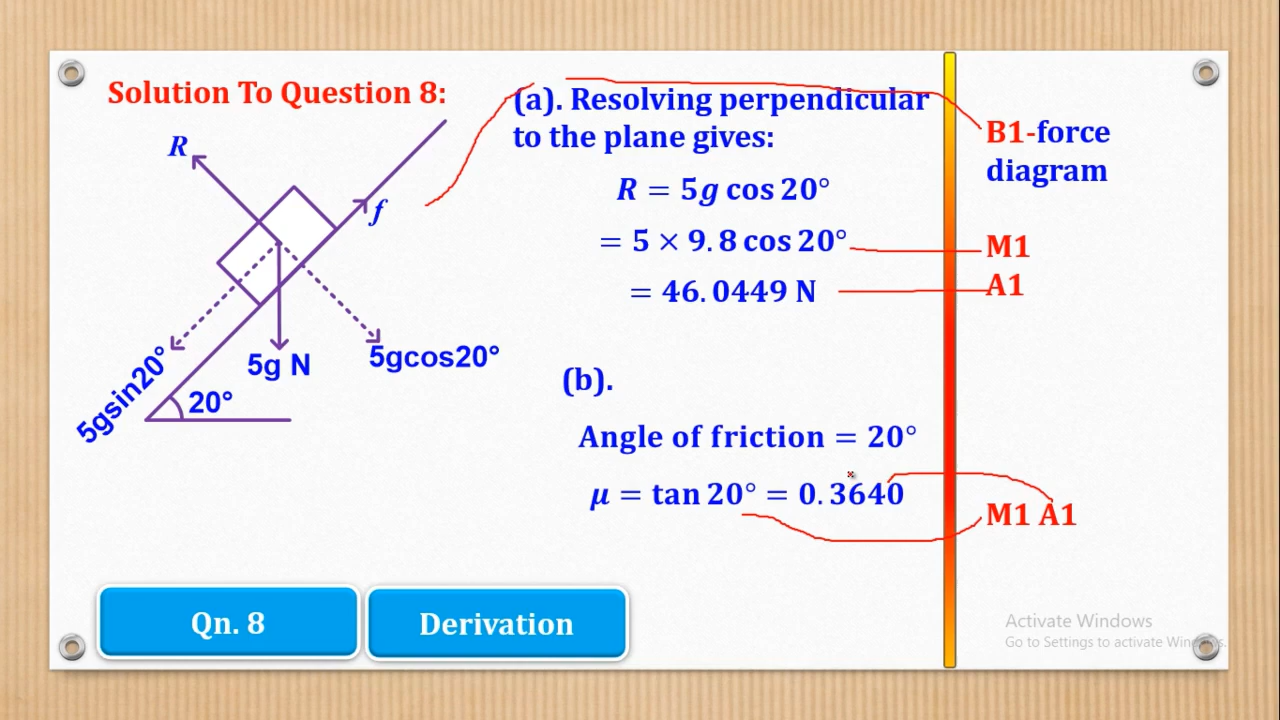 Solution To Question 8:
R
f
5gsin20°
5g N
5gcos20°
20°
(a). Resolving perpendicular
to the plane gives:
R = 5g cos 20°
= 5 × 9.8 cos 20°
= 46.0449 N
(b).
Angle of friction = 20°
μ = tan 20° = 0.3640
B1-force
diagram
M1
A1
M1 A1
Qn. 8
Derivation
Activate Windows
Go to Settings to activate Windows.